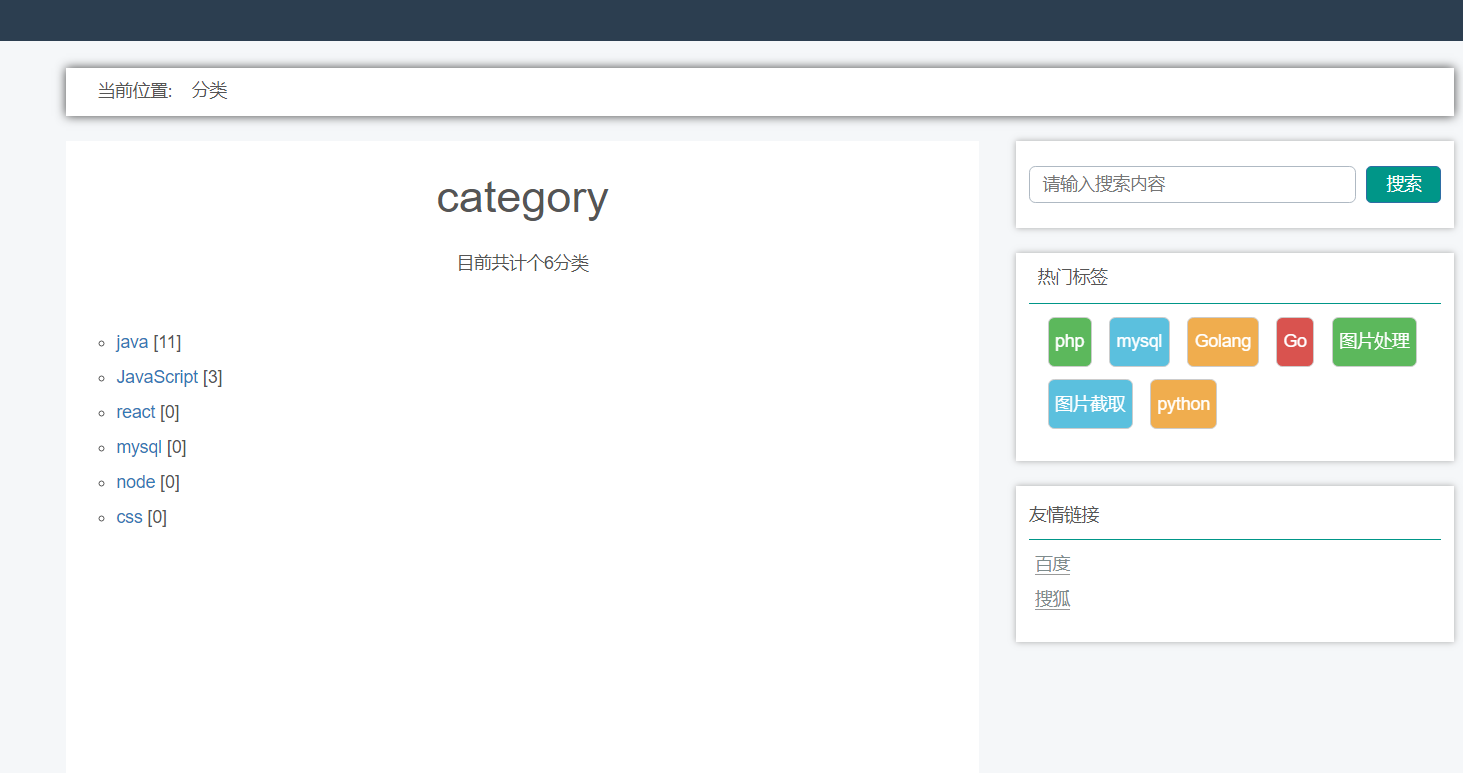 当前位置: 分类
category
目前共计个6分类
java [11]
JavaScript [3]
react [0]
mysql [0]
node [0]
css [0]
请输入搜索内容 搜索
热门标签
php mysql Golang Go 图片处理
图片截取 python
友情链接
百度
搜狐